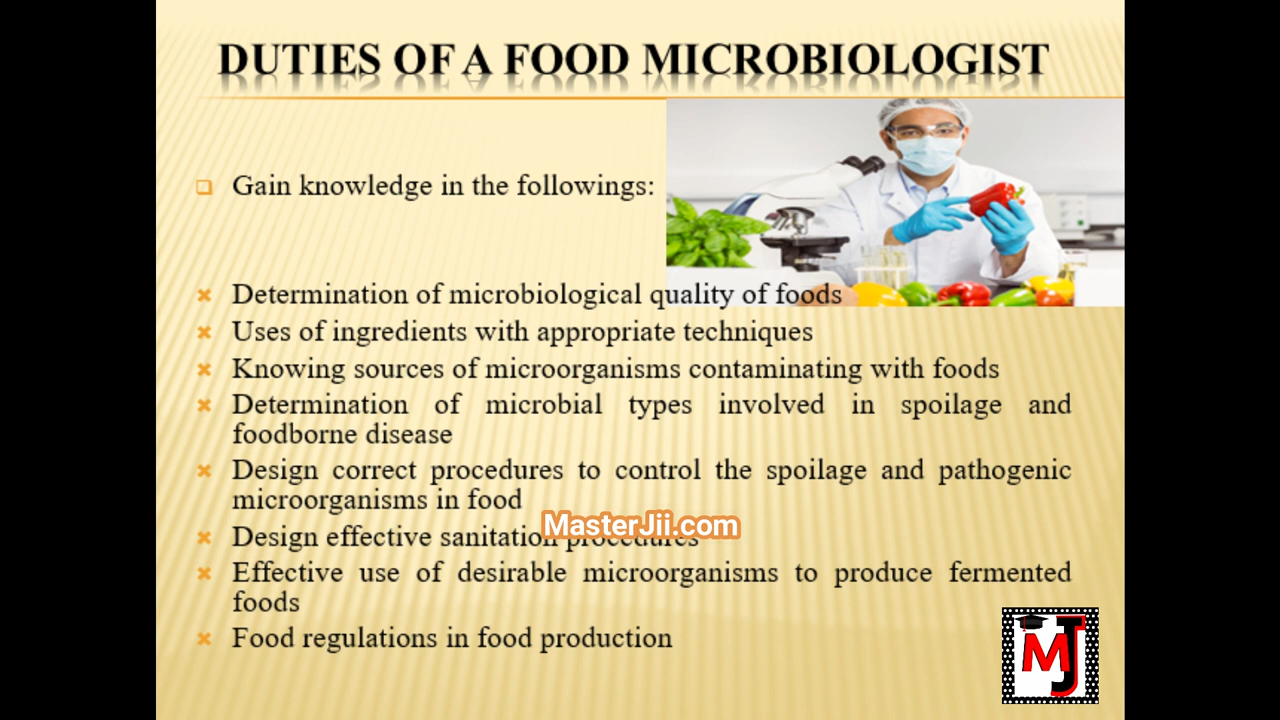 DUTIES OF A FOOD MICROBIOLOGIST
Gain knowledge in the followings:
Determination of microbiological quality of foods
Uses of ingredients with appropriate techniques
Knowing sources of microorganisms contaminating with foods
Determination of microbial types involved in spoilage and
foodborne disease
Design correct procedures to control the spoilage and pathogenic
microorganisms in food
MasterJii.com
Design effective sanitation procedures
Effective use of desirable microorganisms to produce fermented
foods
Food regulations in food production
MJ